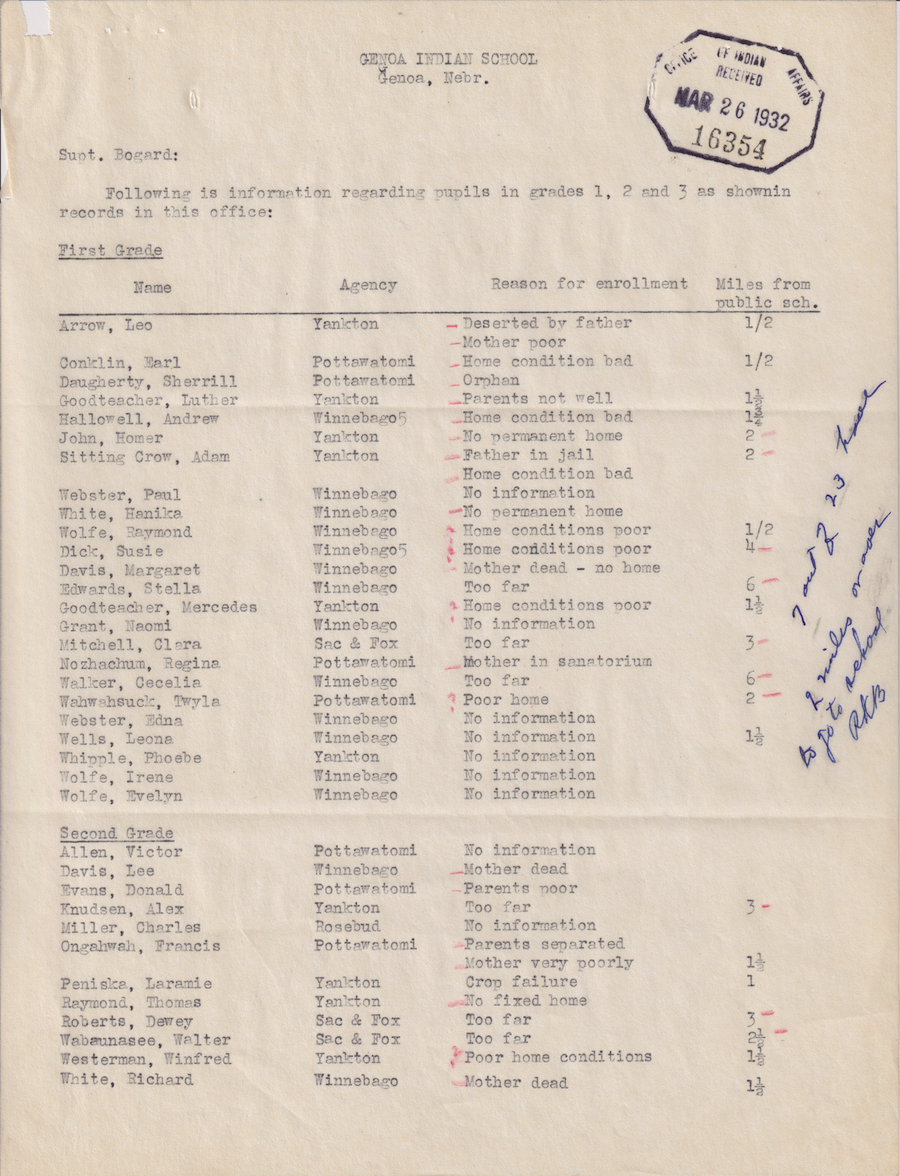 GENOA INDIAN SCHOOL
Genoa, Nebr.
OFFICE OF INDIAN AFFAIRS
RECEIVED
MAR 26 1932
16354
Supt. Bogard:
Following is information regarding pupils in grades 1, 2 and 3 as shownin
records in this office:
First Grade
Name Agency Reason for enrollment Miles from
public sch.
Arrow, Leo Yankton Deserted by father 1/2
Mother poor
Conklin, Earl Pottawatomi Home condition bad 1/2
Daugherty, Sherrill Pottawatomi Orphan
Goodteacher, Luther Yankton Parents not well 1½
Hallowell, Andrew Winnebago5 Home condition bad 1¾
John, Homer Yankton No permanent home 2
Sitting Crow, Adam Yankton Father in jail 2
Home condition bad
Webster, Paul Winnebago No information
White, Hanika Winnebago No permanent home
Wolfe, Raymond Winnebago ? Home conditions poor 1/2
Dick, Susie Winnebago5 ? Home conditions poor 4
Davis, Margaret Winnebago Mother dead - no home
Edwards, Stella Winnebago Too far 6
Goodteacher, Mercedes Yankton ? Home conditions poor 1½
Grant, Naomi Winnebago No information
Mitchell, Clara Sac & Fox Too far 3
Nozhachum, Regina Pottawatomi Mother in sanatorium
Walker, Cecelia Winnebago Too far 6
Wahwahsuck, Twyla Pottawatomi ? Poor home 2
Webster, Edna Winnebago No information
Wells, Leona Winnebago No information 1½
Whipple, Phoebe Yankton No information
Wolfe, Irene Winnebago No information
Wolfe, Evelyn Winnebago No information
7 out of 23 have
2 miles or over
to go to school
RKB
Second Grade
Allen, Victor Pottawatomi No information
Davis, Lee Winnebago Mother dead
Evans, Donald Pottawatomi Parents poor
Knudsen, Alex Yankton Too far 3
Miller, Charles Rosebud No information
Ongahwah, Francis Pottawatomi Parents separated
Mother very poorly 1½
Peniska, Laramie Yankton Crop failure 1
Raymond, Thomas Yankton No fixed home
Roberts, Dewey Sac & Fox Too far 3
Wabaunasee, Walter Sac & Fox Too far 2½
Westerman, Winfred Yankton ? Poor home conditions 1½
White, Richard Winnebago Mother dead 1½